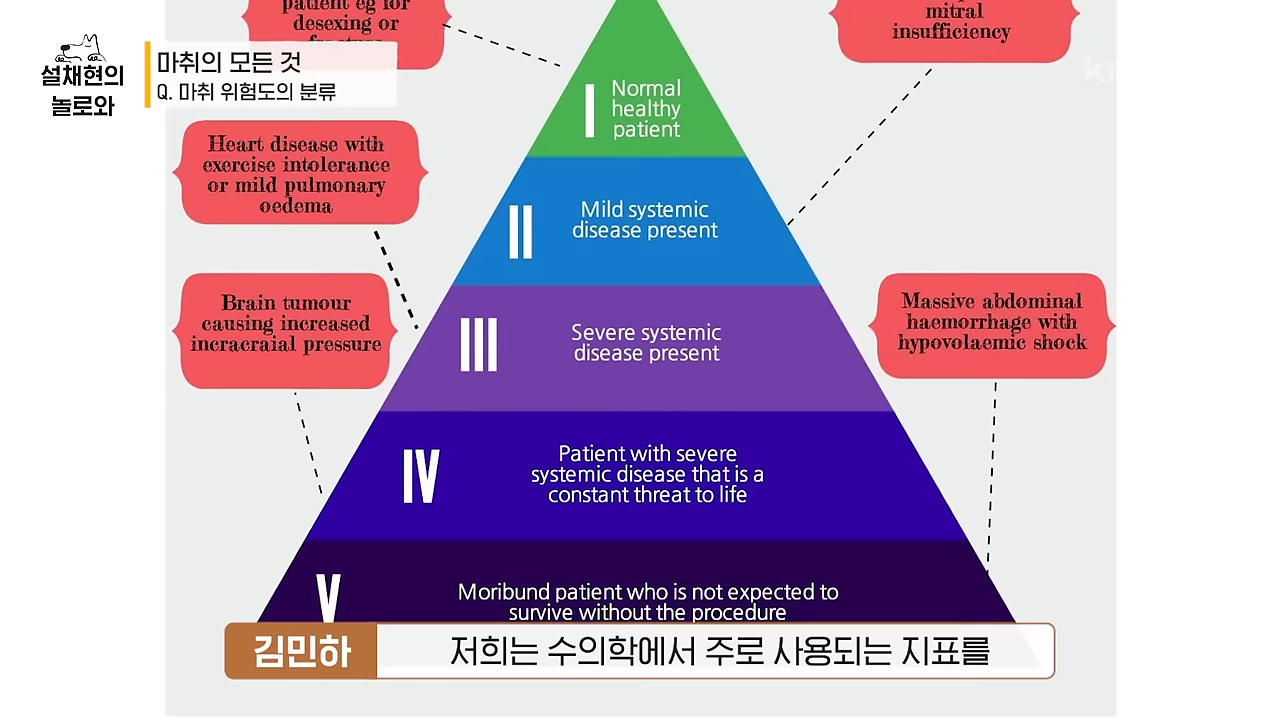 patient eg for
desexing or
mitral
insufficiency
설채현의
놀로와
마취의 모든 것
Q. 마취 위험도의 분류
I
Normal
healthy
patient
Heart disease with
exercise intolerance
or mild pulmonary
oedema
II
Mild systemic
disease present
Brain tumour
causing increased
incracraial pressure
III
Severe systemic
disease present
Massive abdominal
haemorrhage with
hypovolaemic shock
IV
Patient with severe
systemic disease that is a
constant threat to life
V
Moribund patient who is not expected to
survive without the procedure
김민하
저희는 수의학에서 주로 사용되는 지표를